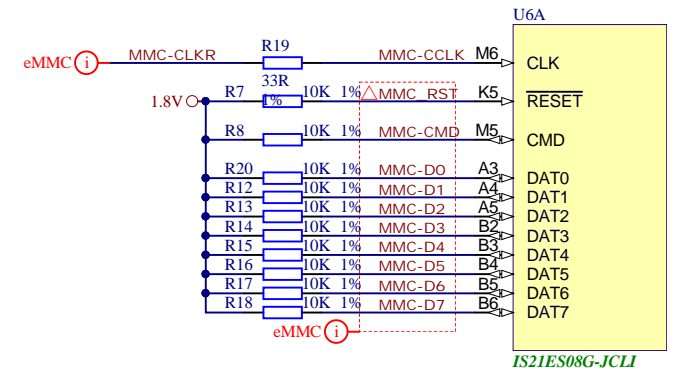 U6A
eMMC i MMC-CLKR R19 33R 1% MMC-CCLK M6 CLK
1.8V R7 10K 1% MMC_RST K5 RESET
R8 10K 1% MMC-CMD M5 CMD
R20 10K 1% MMC-D0 A3 DAT0
R12 10K 1% MMC-D1 A4 DAT1
R13 10K 1% MMC-D2 A5 DAT2
R14 10K 1% MMC-D3 B2 DAT3
R15 10K 1% MMC-D4 B3 DAT4
R16 10K 1% MMC-D5 B4 DAT5
R17 10K 1% MMC-D6 B5 DAT6
R18 10K 1% MMC-D7 B6 DAT7
eMMC i
IS21ES08G-JCLI